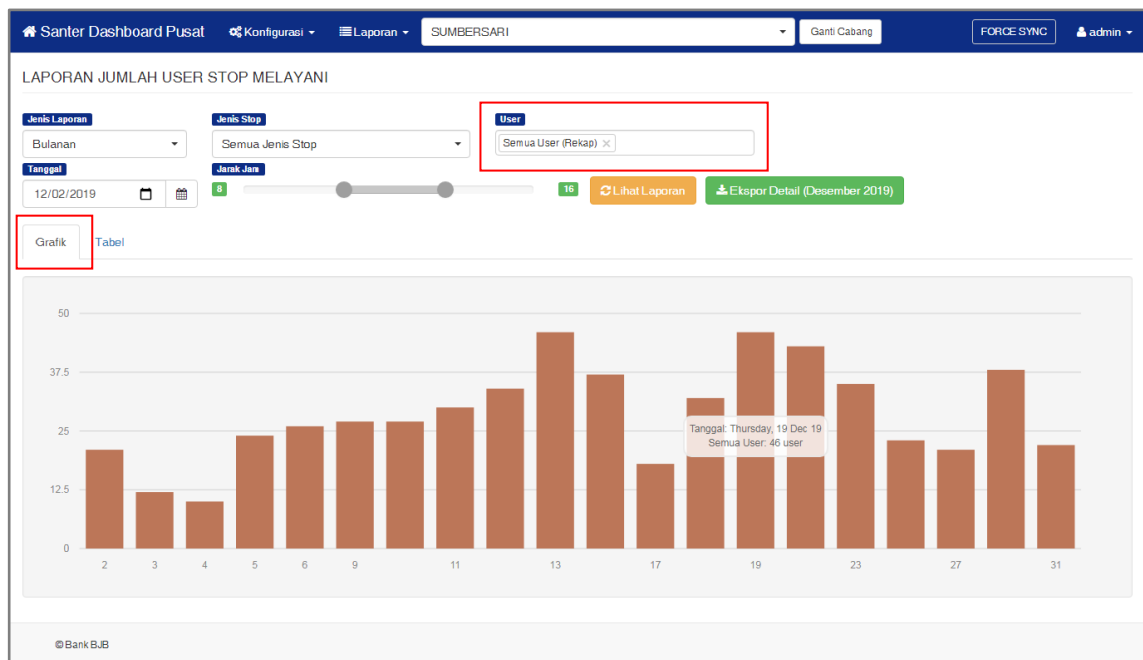 Santer Dashboard Pusat Konfigurasi Laporan SUMBERSARI Ganti Cabang FORCE SYNC admin
LAPORAN JUMLAH USER STOP MELAYANI
Jenis Laporan Jenis Stop User
Bulanan Semua Jenis Stop Semua User (Rekap) ×
Tanggal Jarak Jam
12/02/2019 8 16 Lihat Laporan Ekspor Detail (Desember 2019)
Grafik Tabel
50
37.5
25
12.5
0
Tanggal: Thursday, 19 Dec 19
Semua User: 46 user
2 3 4 5 6 9 11 13 17 19 23 27 31
© Bank BJB